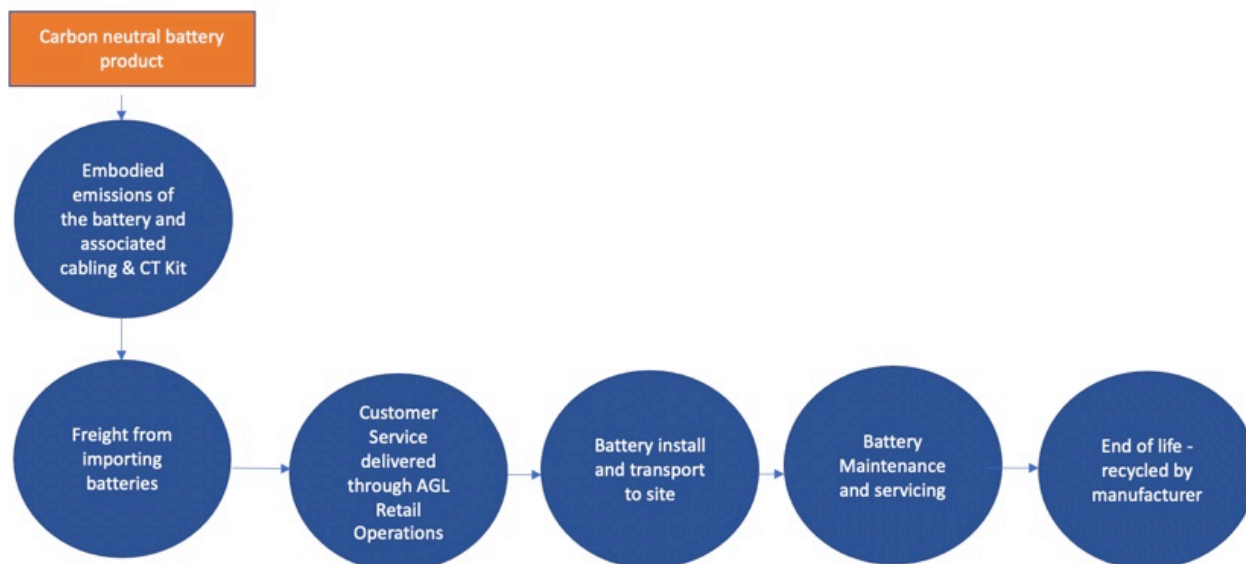 Carbon neutral battery
product
Embodied
emissions of
the battery and
associated
cabling & CT Kit
Freight from
importing
batteries
Customer
Service
delivered
through AGL
Retail
Operations
Battery install
and transport
to site
Battery
Maintenance
and servicing
End of life -
recycled by
manufacturer